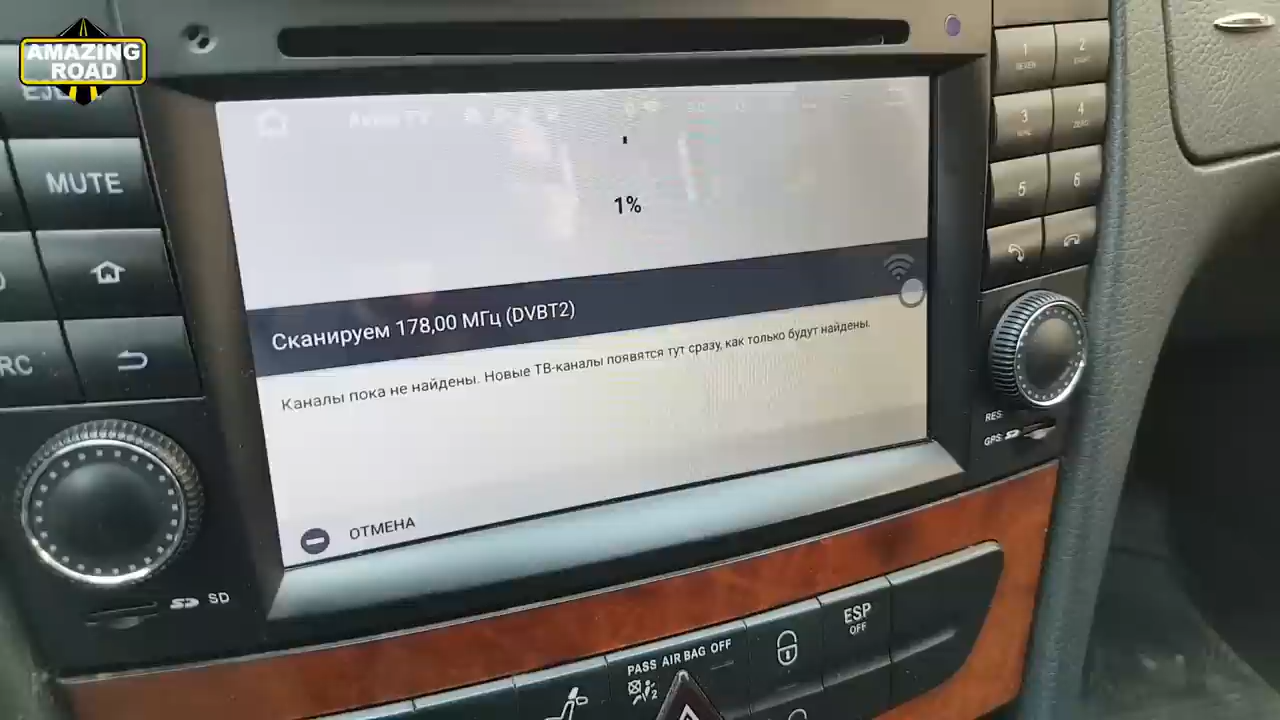 AMAZING
ROAD
MUTE
RC
SD
1%
Сканируем 178,00 МГц (DVBT2)
Каналы пока не найдены. Новые ТВ-каналы появятся тут сразу, как только будут найдены.
ОТМЕНА
1
2
3
4
5
6
RES
GPS
PASS AIR BAG OFF
ESP
OFF